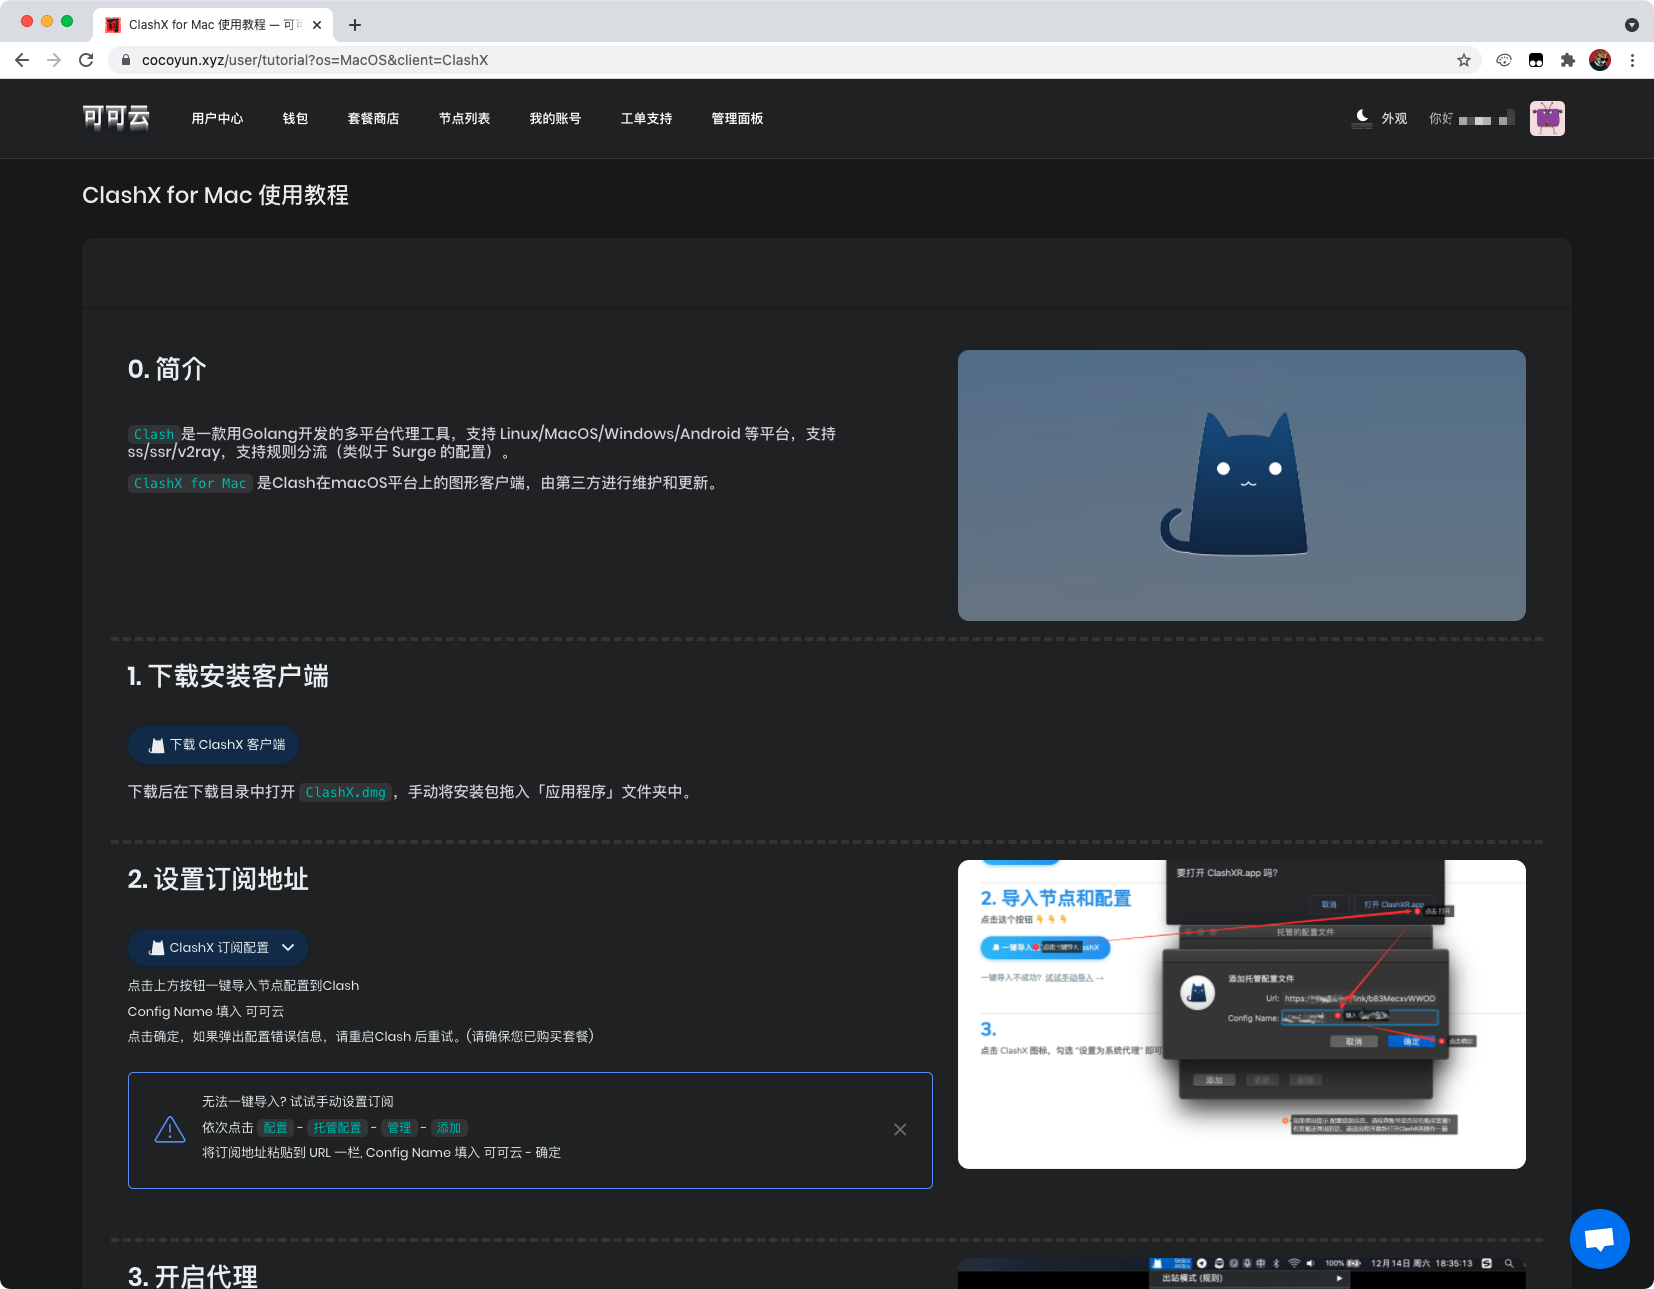 ClashX for Mac 使用教程 — 可
cocoyun.xyz/user/tutorial?os=MacOS&client=ClashX
可可云 用户中心 钱包 套餐商店 节点列表 我的账号 工单支持 管理面板 外观 你好
ClashX for Mac 使用教程
0. 简介
Clash 是一款用Golang开发的多平台代理工具，支持 Linux/MacOS/Windows/Android 等平台，支持
ss/ssr/v2ray，支持规则分流（类似于 Surge 的配置）。
ClashX for Mac 是Clash在macOS平台上的图形客户端，由第三方进行维护和更新。
1. 下载安装客户端
下载 ClashX 客户端
下载后在下载目录中打开 ClashX.dmg，手动将安装包拖入「应用程序」文件夹中。
2. 设置订阅地址
ClashX 订阅配置
点击上方按钮一键导入节点配置到Clash
Config Name 填入 可可云
点击确定，如果弹出配置错误信息，请重启Clash 后重试。(请确保您已购买套餐)
无法一键导入? 试试手动设置订阅
依次点击 配置 - 托管配置 - 管理 - 添加
将订阅地址粘贴到 URL 一栏, Config Name 填入 可可云 - 确定
要打开 ClashXR.app 吗?
取消 打开 ClashXR.app
点击 打开
2. 导入节点和配置
点击这个按钮
一键导入 点击一键导入 ashX
一键导入不成功? 试试手动导入 →
托管的配置文件
添加托管配置文件
Url: https:/ /link/b83MecxvWWOD
Config Name: 填入
取消 确定 点击确定
3.
点击 ClashX 图标，勾选 "设置为系统代理" 即可
添加 更新 删除
3. 开启代理
100% 12月14日 周六 18:35:13
出站模式 (规则)